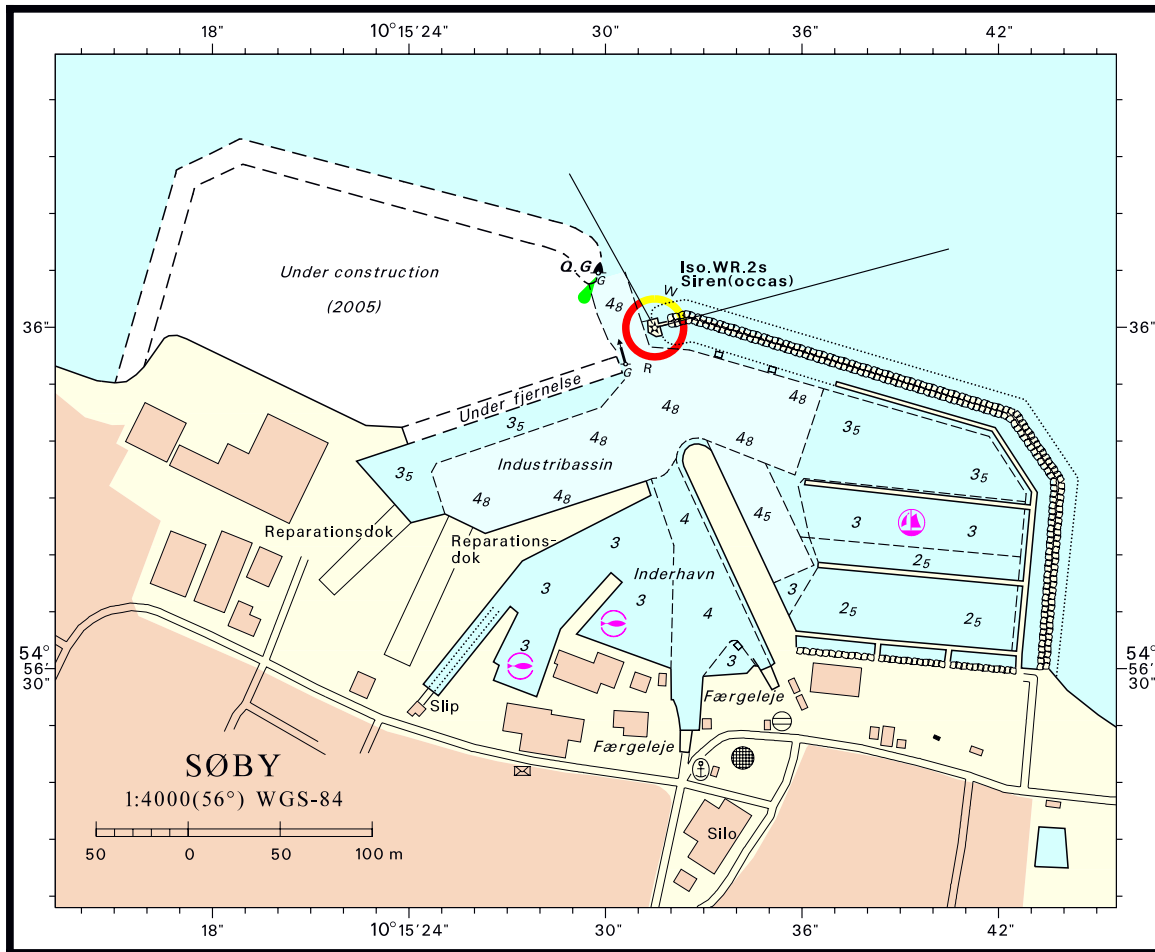 18"
10°15'24"
30"
36"
42"
Q.G
G
Iso.WR.2s
Siren(occas)
W
Under construction
(2005)
48
36"
36"
R
G
Under fjernelse
35
48
48
48
48
35
35
35
Industribassin
48
48
45
4
3
3
Reparationsdok
Reparations-
dok
3
25
Inderhavn
3
3
3
4
25
25
3
3
54°
56'
30"
54°
56'
30"
Slip
Færgeleje
Færgeleje
SØBY
1:4000(56°) WGS-84
50
0
50
100 m
Silo
18"
10°15'24"
30"
36"
42"